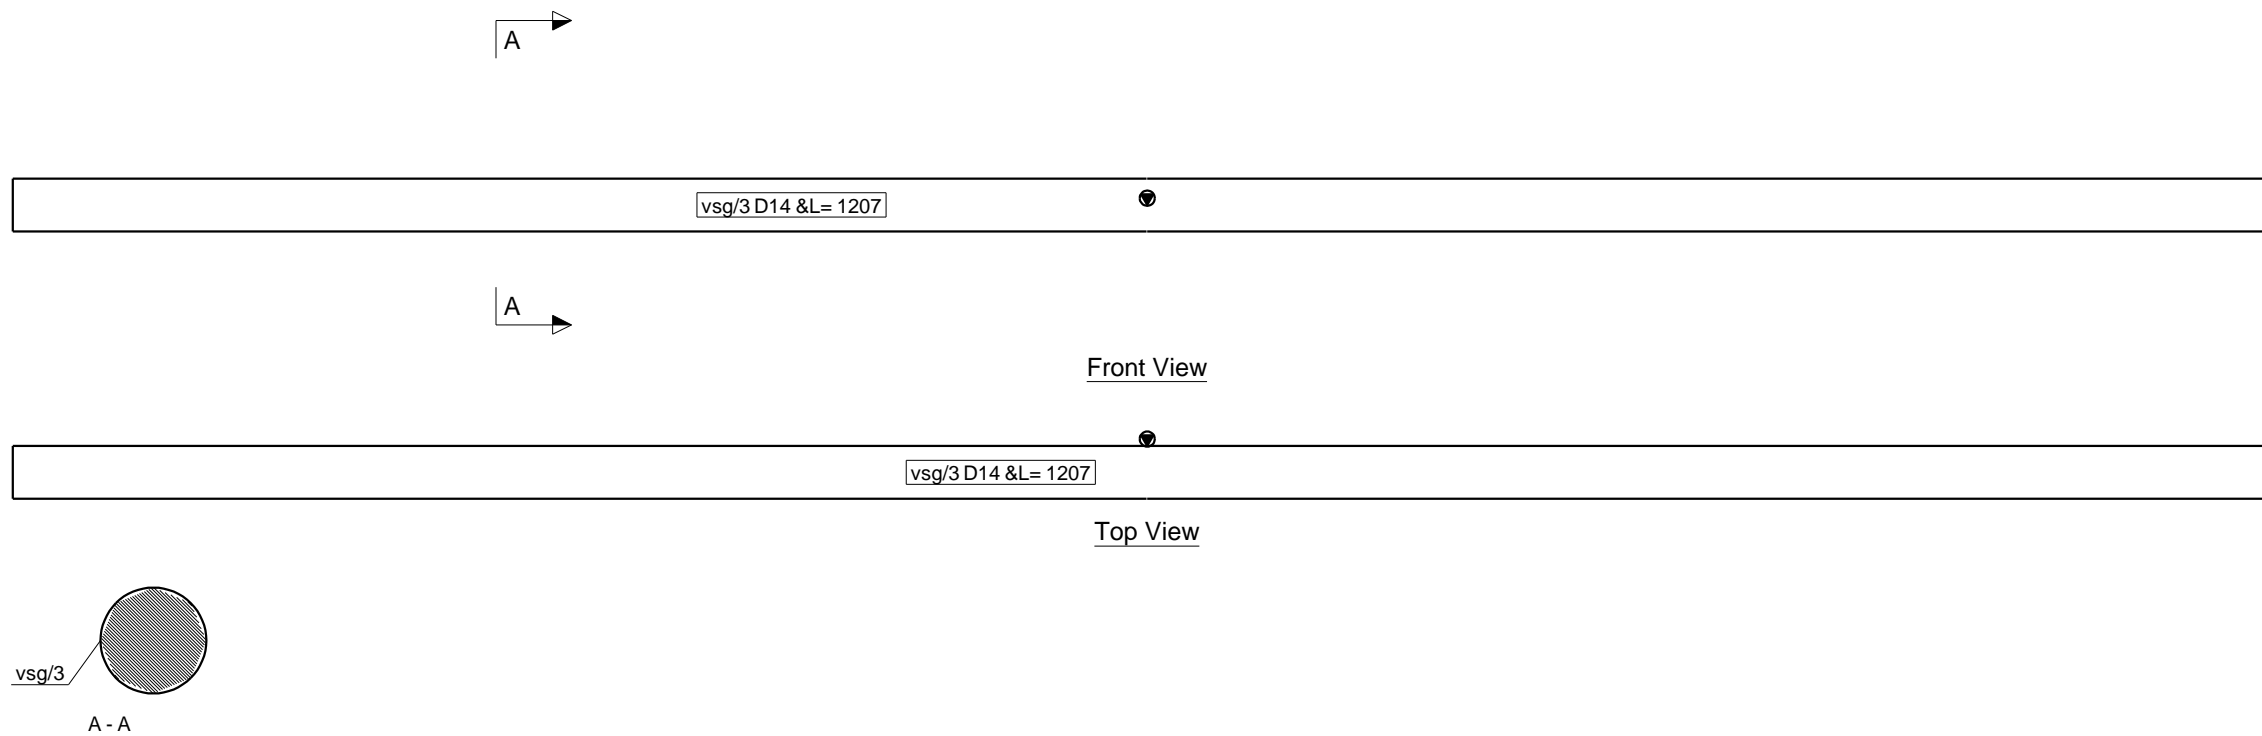 A
vsg/3 D14 &L= 1207
A
Front View
vsg/3 D14 &L= 1207
Top View
vsg/3
A - A